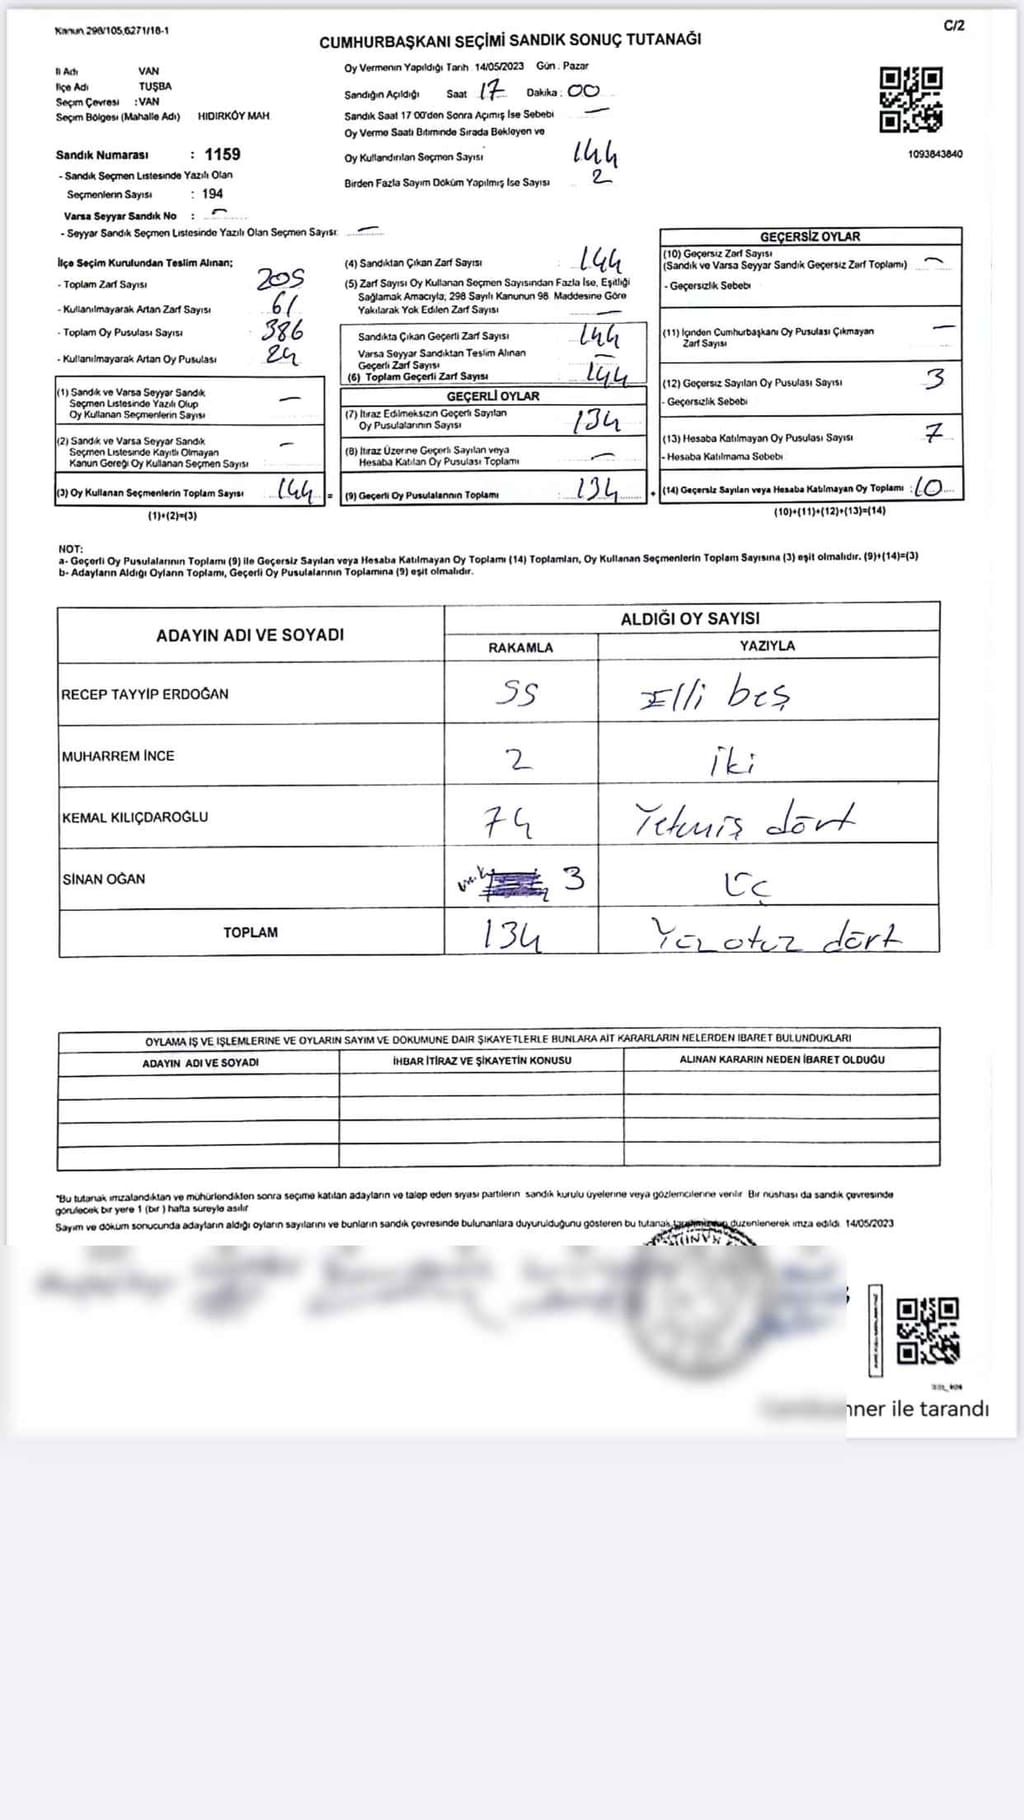 Kanun 298/105,6271/18-1
C/2
CUMHURBAŞKANI SEÇİMİ SANDIK SONUÇ TUTANAĞI
İl Adı VAN
İlçe Adı TUŞBA
Seçim Çevresi : VAN
Seçim Bölgesi (Mahalle Adı) HIDIRKÖY MAH
Oy Vermenin Yapıldığı Tarih 14/05/2023 Gün : Pazar
Sandığın Açıldığı Saat 17 Dakika : 00
Sandık Saat 17 00'den Sonra Açımış İse Sebebi —
Oy Verme Saati Bitiminde Sırada Bekleyen ve
Oy Kullandırılan Seçmen Sayısı 144
Birden Fazla Sayım Döküm Yapılmış İse Sayısı 2
1093843840
Sandık Numarası : 1159
- Sandık Seçmen Listesinde Yazılı Olan
Seçmenlerin Sayısı : 194
Varsa Seyyar Sandık No : —
- Seyyar Sandık Seçmen Listesinde Yazılı Olan Seçmen Sayısı: —
İlçe Seçim Kurulundan Teslim Alınan;
- Toplam Zarf Sayısı 205
- Kullanılmayarak Artan Zarf Sayısı 61
- Toplam Oy Pusulası Sayısı 386
- Kullanılmayarak Artan Oy Pusulası 24
(1) Sandık ve Varsa Seyyar Sandık
Seçmen Listesinde Yazılı Olup
Oy Kullanan Seçmenlerin Sayısı —
(2) Sandık ve Varsa Seyyar Sandık
Seçmen Listesinde Kayıtlı Olmayan
Kanun Gereği Oy Kullanan Seçmen Sayısı —
(3) Oy Kullanan Seçmenlerin Toplam Sayısı 144 =
(1)+(2)=(3)
(4) Sandıktan Çıkan Zarf Sayısı : 144
(5) Zarf Sayısı Oy Kullanan Seçmen Sayısından Fazla İse, Eşitliği
Sağlamak Amacıyla; 298 Sayılı Kanunun 98 Maddesine Göre
Yakılarak Yok Edilen Zarf Sayısı —
Sandıkta Çıkan Geçerli Zarf Sayısı 144
Varsa Seyyar Sandıktan Teslim Alınan
Geçerli Zarf Sayısı —
(6) Toplam Geçerli Zarf Sayısı 144
GEÇERLİ OYLAR
(7) İtiraz Edilmeksizin Geçerli Sayılan
Oy Pusulalarının Sayısı 134
(8) İtiraz Üzerine Geçerli Sayılan veya
Hesaba Katılan Oy Pusulası Toplamı —
(9) Geçerli Oy Pusulalarının Toplamı : 134 +
GEÇERSİZ OYLAR
(10) Geçersiz Zarf Sayısı
(Sandık ve Varsa Seyyar Sandık Geçersiz Zarf Toplamı) —
- Geçersizlik Sebebi
(11) İçinden Cumhurbaşkanı Oy Pusulası Çıkmayan
Zarf Sayısı —
(12) Geçersiz Sayılan Oy Pusulası Sayısı 3
- Geçersizlik Sebebi
(13) Hesaba Katılmayan Oy Pusulası Sayısı 7
- Hesaba Katılmama Sebebi
(14) Geçersiz Sayılan veya Hesaba Katılmayan Oy Toplamı : 10
(10)+(11)+(12)+(13)=(14)
NOT:
a- Geçerli Oy Pusulalarının Toplamı (9) ile Geçersiz Sayılan veya Hesaba Katılmayan Oy Toplamı (14) Toplamları, Oy Kullanan Seçmenlerin Toplam Sayısına (3) eşit olmalıdır. (9)+(14)=(3)
b- Adayların Aldığı Oyların Toplamı, Geçerli Oy Pusulalarının Toplamına (9) eşit olmalıdır.
ADAYIN ADI VE SOYADI
ALDIĞI OY SAYISI
RAKAMLA YAZIYLA
RECEP TAYYİP ERDOĞAN 55 Elli beş
MUHARREM İNCE 2 iki
KEMAL KILIÇDAROĞLU 74 Yetmiş dört
SİNAN OĞAN 3 Üç
TOPLAM 134 Yüz otuz dört
OYLAMA İŞ VE İŞLEMLERİNE VE OYLARIN SAYIM VE DÖKÜMÜNE DAİR ŞİKAYETLERLE BUNLARA AİT KARARLARIN NELERDEN İBARET BULUNDUKLARI
ADAYIN ADI VE SOYADI İHBAR İTİRAZ VE ŞİKAYETİN KONUSU ALINAN KARARIN NEDEN İBARET OLDUĞU
*Bu tutanak imzalandıktan ve mühürlendikten sonra seçime katılan adayların ve talep eden siyasi partilerin sandık kurulu üyelerine veya gözlemcilerine verilir Bir nüshası da sandık çevresinde
görülecek bir yere 1 (bir ) hafta süreyle asılır
Sayım ve döküm sonucunda adayların aldığı oyların sayılarını ve bunların sandık çevresinde bulunanlara duyurulduğunu gösteren bu tutanak düzenlenerek imza edildi. 14/05/2023
nner ile tarandı